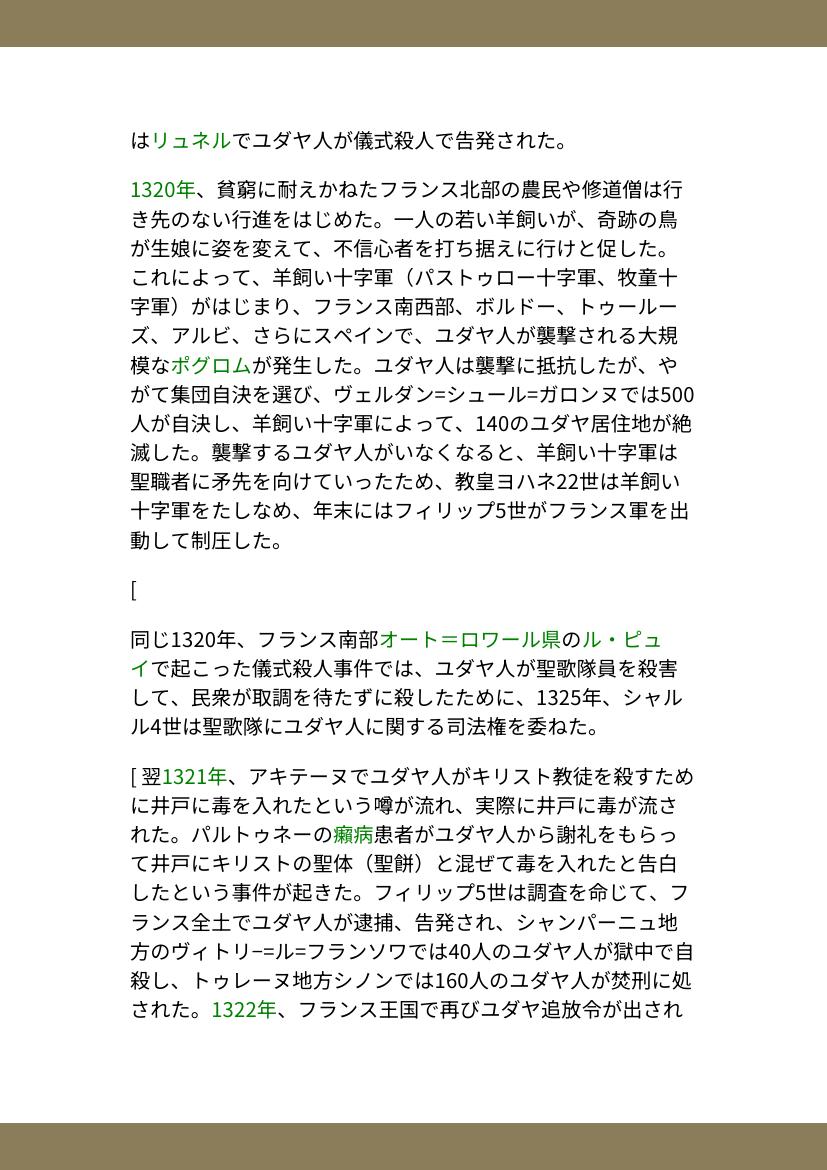 はリュネルでユダヤ人が儀式殺人で告発された。
1320年、貧窮に耐えかねたフランス北部の農民や修道僧は行
き先のない行進をはじめた。一人の若い羊飼いが、奇跡の鳥
が生娘に姿を変えて、不信心者を打ち据えに行けと促した。
これによって、羊飼い十字軍（パストゥロー十字軍、牧童十
字軍）がはじまり、フランス南西部、ボルドー、トゥールー
ズ、アルビ、さらにスペインで、ユダヤ人が襲撃される大規
模なポグロムが発生した。ユダヤ人は襲撃に抵抗したが、や
がて集団自決を選び、ヴェルダン=シュール=ガロンヌでは500
人が自決し、羊飼い十字軍によって、140のユダヤ居住地が絶
滅した。襲撃するユダヤ人がいなくなると、羊飼い十字軍は
聖職者に矛先を向けていったため、教皇ヨハネ22世は羊飼い
十字軍をたしなめ、年末にはフィリップ5世がフランス軍を出
動して制圧した。
[
同じ1320年、フランス南部オート＝ロワール県のル・ピュ
イで起こった儀式殺人事件では、ユダヤ人が聖歌隊員を殺害
して、民衆が取調を待たずに殺したために、1325年、シャル
ル4世は聖歌隊にユダヤ人に関する司法権を委ねた。
[ 翌1321年、アキテーヌでユダヤ人がキリスト教徒を殺すため
に井戸に毒を入れたという噂が流れ、実際に井戸に毒が流さ
れた。パルトゥネーの癩病患者がユダヤ人から謝礼をもらっ
て井戸にキリストの聖体（聖餅）と混ぜて毒を入れたと告白
したという事件が起きた。フィリップ5世は調査を命じて、フ
ランス全土でユダヤ人が逮捕、告発され、シャンパーニュ地
方のヴィトリ−=ル=フランソワでは40人のユダヤ人が獄中で自
殺し、トゥレーヌ地方シノンでは160人のユダヤ人が焚刑に処
された。1322年、フランス王国で再びユダヤ追放令が出され